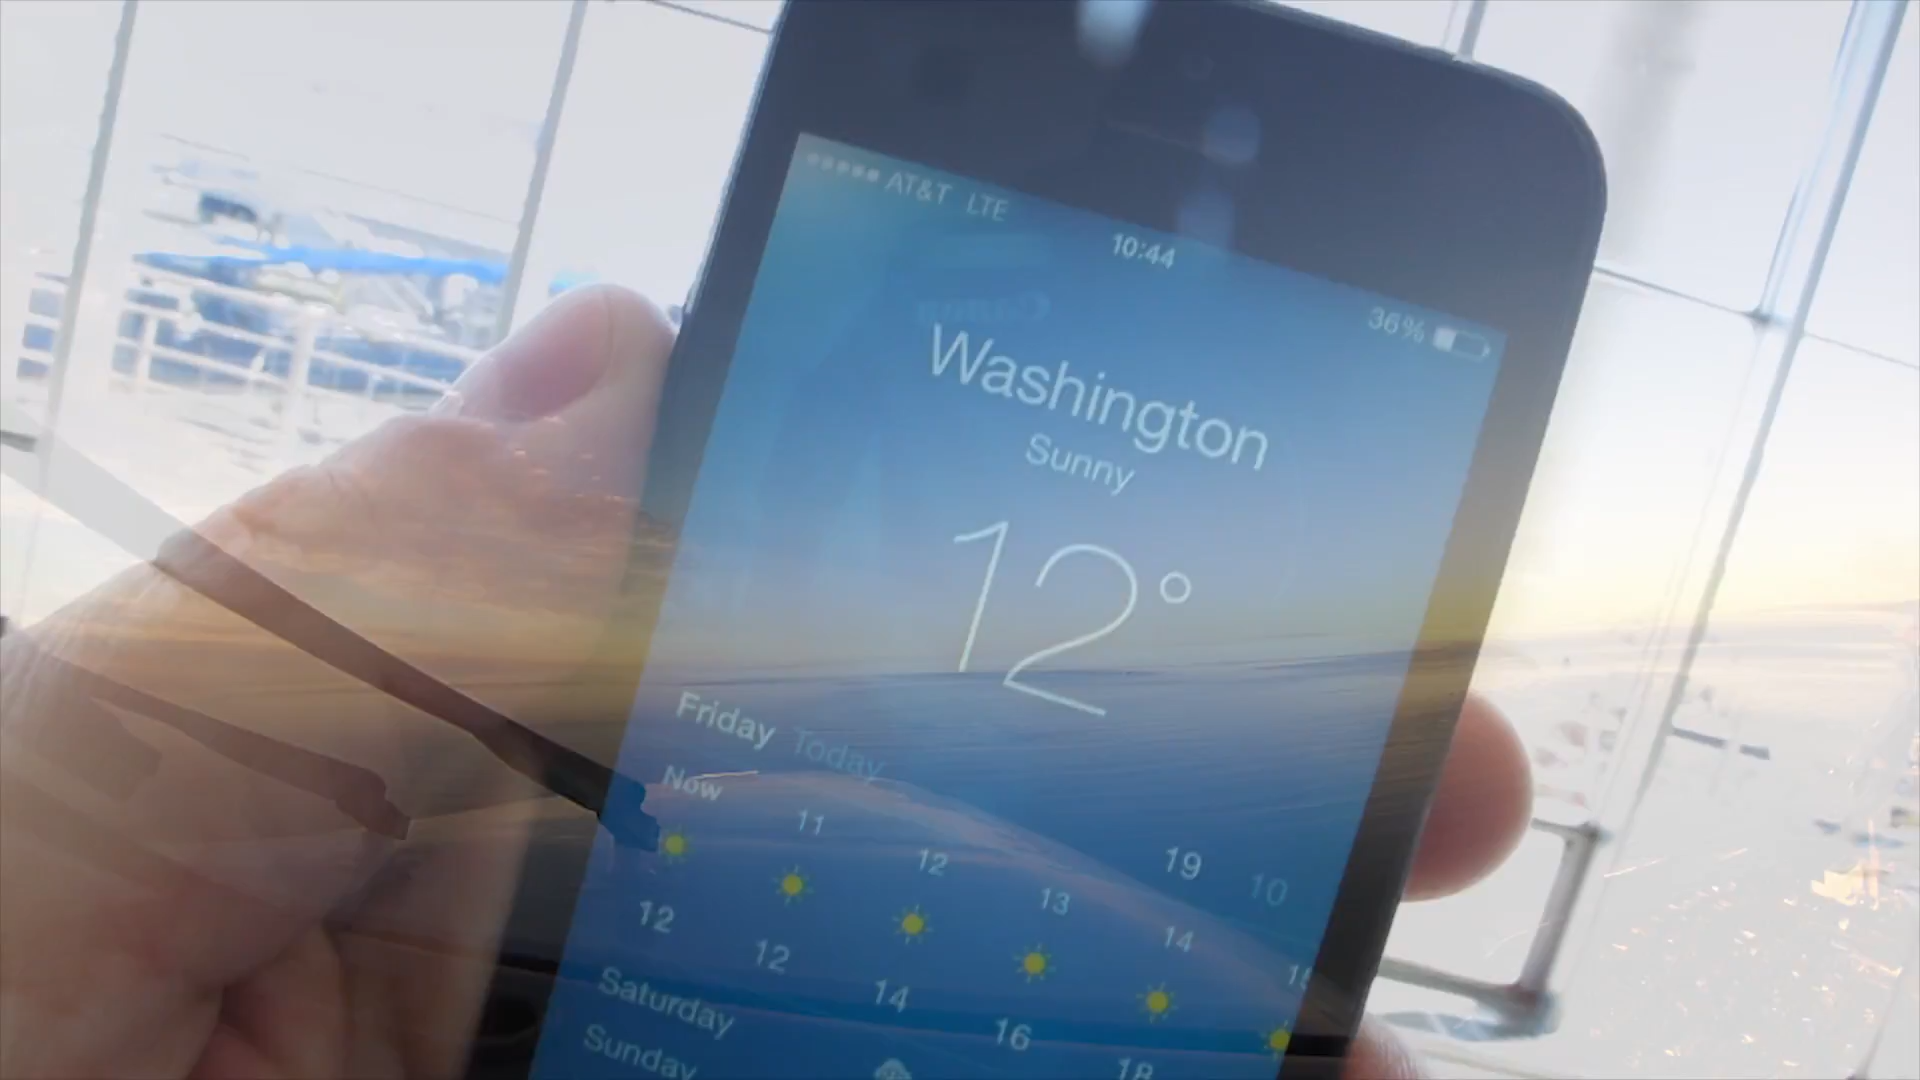 AT&T LTE 10:44 36%
Washington
Sunny
12°
Friday Today 19 10
Now 11 12 13 14 15
12 12 14 16 18
Saturday
Sunday